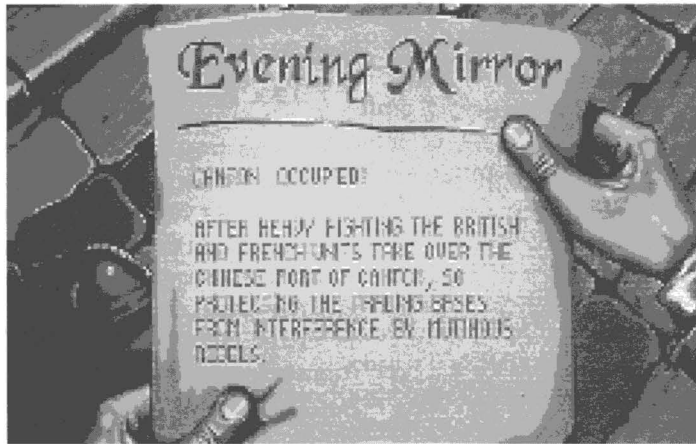 Evening Mirror
CANTON OCCUPIED!
AFTER HEAVY FIGHTING THE BRITISH
AND FRENCH UNITS TAKE OVER THE
CHINESE PORT OF CANTON, SO
PROTECTING THE TRADING BASES
FROM INTERFERENCE BY MUTINOUS
REBELS.